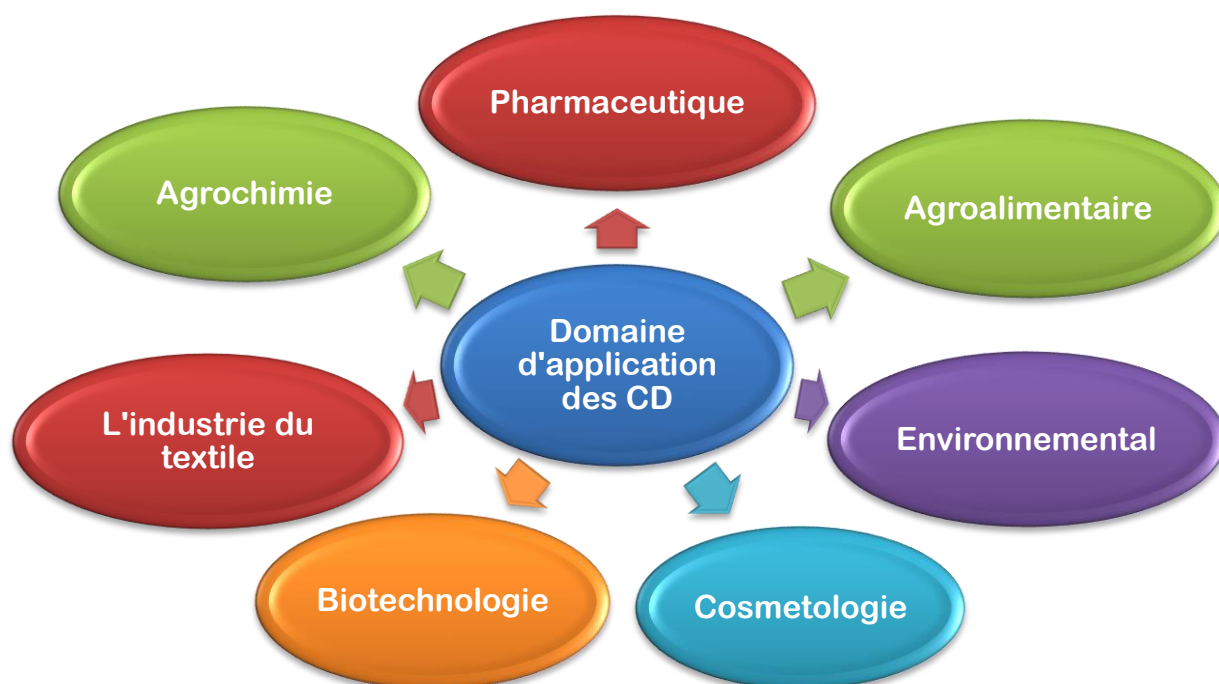 Pharmaceutique
Agrochimie
Agroalimentaire
Domaine
d'application
des CD
L'industrie du
textile
Environnemental
Biotechnologie
Cosmetologie